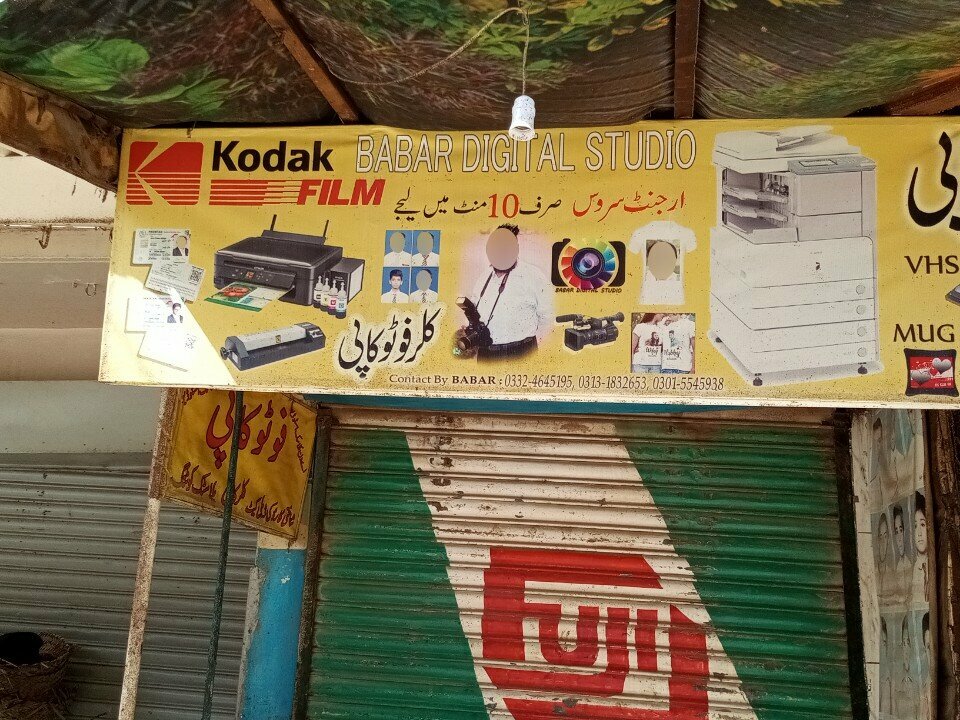 Kodak
FILM
BABAR DIGITAL STUDIO
ارجنٹ سروس صرف 10 منٹ میں لیجے
BABAR DIGITAL STUDIO
کلر فوٹو کاپی
VHS
MUG
Contact By BABAR : 0332-4645195, 0313-1832653, 0301-5545938
فوٹو کاپی
FUJI